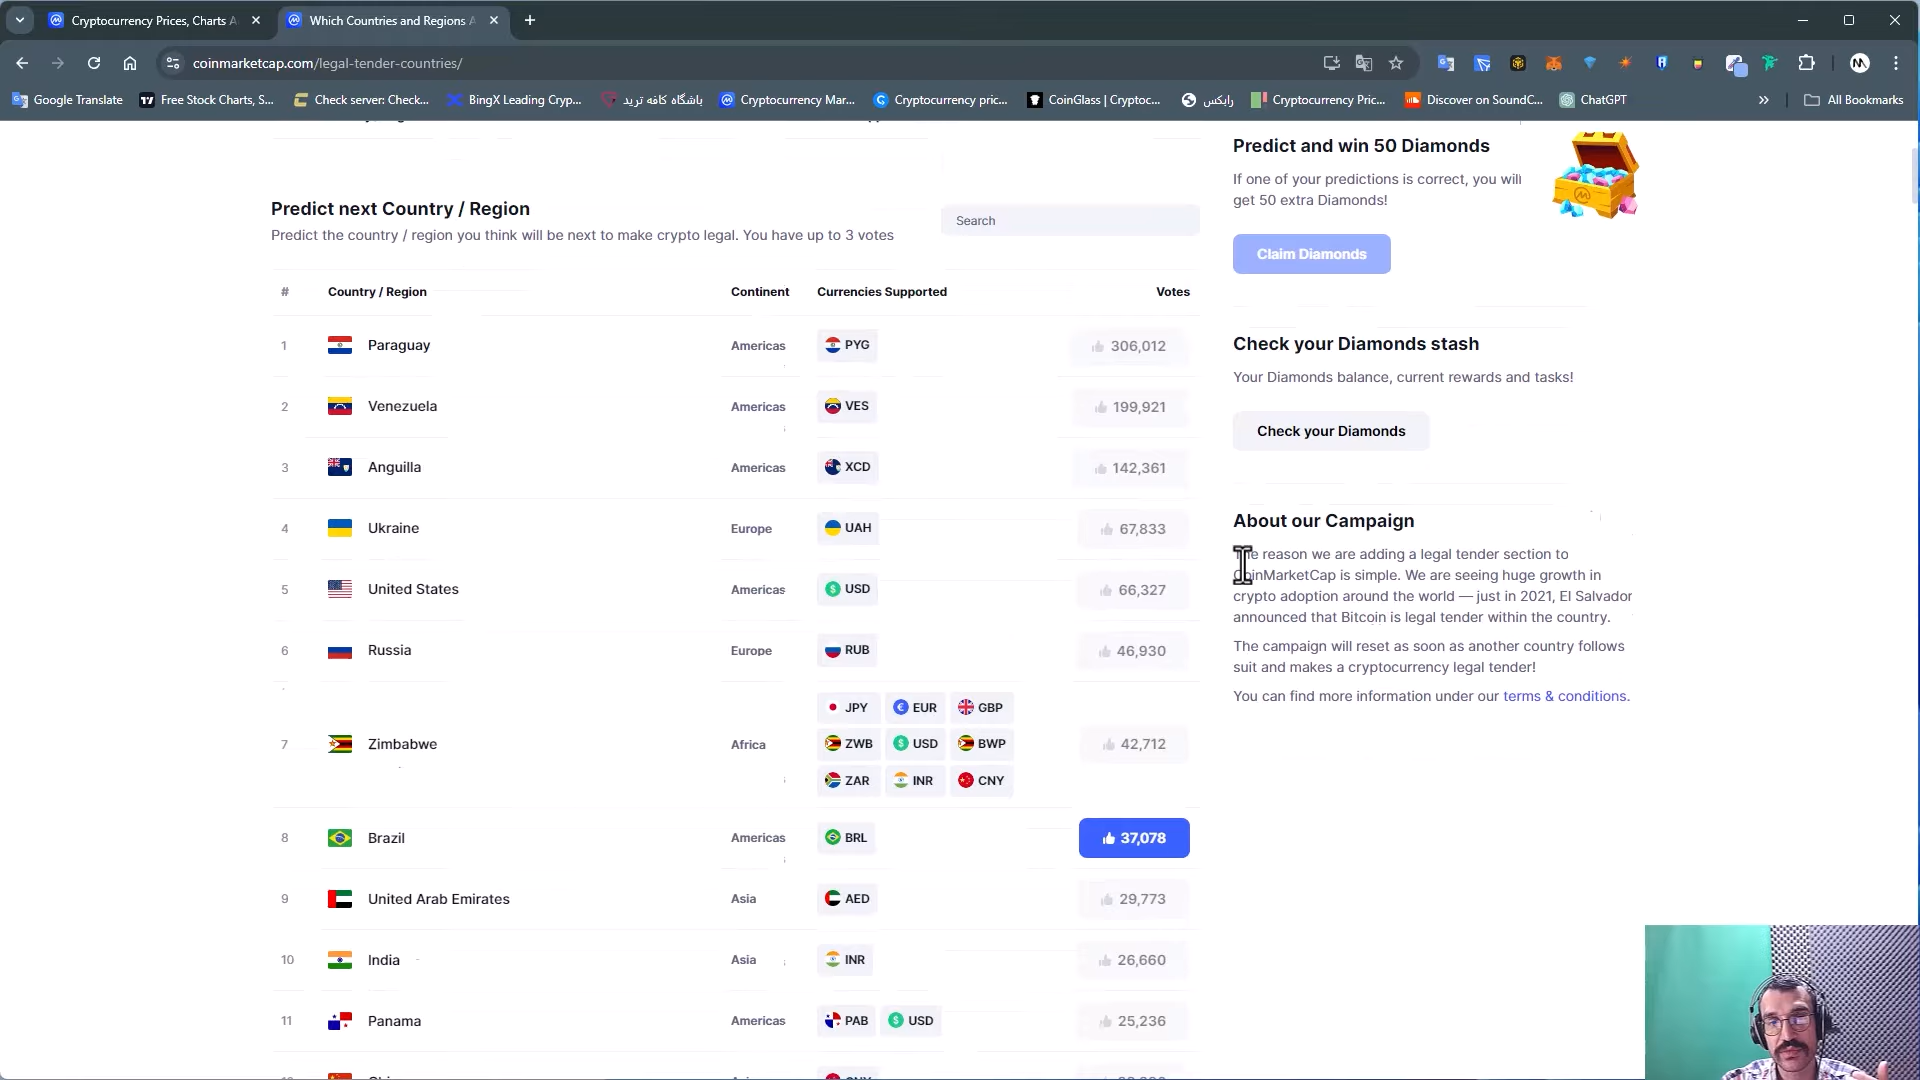 Cryptocurrency Prices, Charts A
Which Countries and Regions A
coinmarketcap.com/legal-tender-countries/
Google Translate
Free Stock Charts, S...
Check server: Check...
BingX Leading Cryp...
باشگاه کافه ترید
Cryptocurrency Mar...
Cryptocurrency pric...
CoinGlass | Cryptoc...
رابکس
Cryptocurrency Pric...
Discover on SoundC...
ChatGPT
All Bookmarks
Predict next Country / Region
Predict the country / region you think will be next to make crypto legal. You have up to 3 votes
Search
# Country / Region Continent Currencies Supported Votes
1 Paraguay Americas PYG 306,012
2 Venezuela Americas VES 199,921
3 Anguilla Americas XCD 142,361
4 Ukraine Europe UAH 67,833
5 United States Americas USD 66,327
6 Russia Europe RUB 46,930
JPY EUR GBP
7 Zimbabwe Africa ZWB USD BWP 42,712
ZAR INR CNY
8 Brazil Americas BRL 37,078
9 United Arab Emirates Asia AED 29,773
10 India Asia INR 26,660
11 Panama Americas PAB USD 25,236
Predict and win 50 Diamonds
If one of your predictions is correct, you will
get 50 extra Diamonds!
Claim Diamonds
Check your Diamonds stash
Your Diamonds balance, current rewards and tasks!
Check your Diamonds
About our Campaign
The reason we are adding a legal tender section to
CoinMarketCap is simple. We are seeing huge growth in
crypto adoption around the world — just in 2021, El Salvador
announced that Bitcoin is legal tender within the country.
The campaign will reset as soon as another country follows
suit and makes a cryptocurrency legal tender!
You can find more information under our terms & conditions.